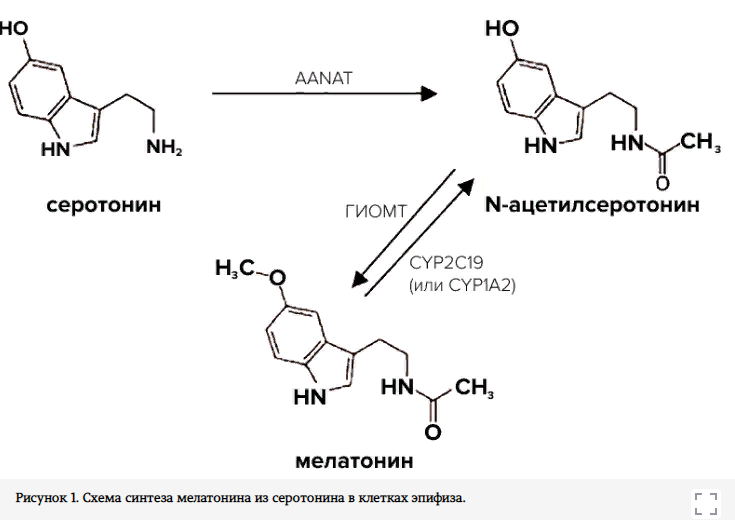 HO
HN
NH₂
серотонин
AANAT
HO
HN
HN
CH₃
O
N-ацетилсеротонин
ГИОМТ
CYP2C19
(или CYP1A2)
H₃C
O
HN
HN
CH₃
O
мелатонин
Рисунок 1. Схема синтеза мелатонина из серотонина в клетках эпифиза.